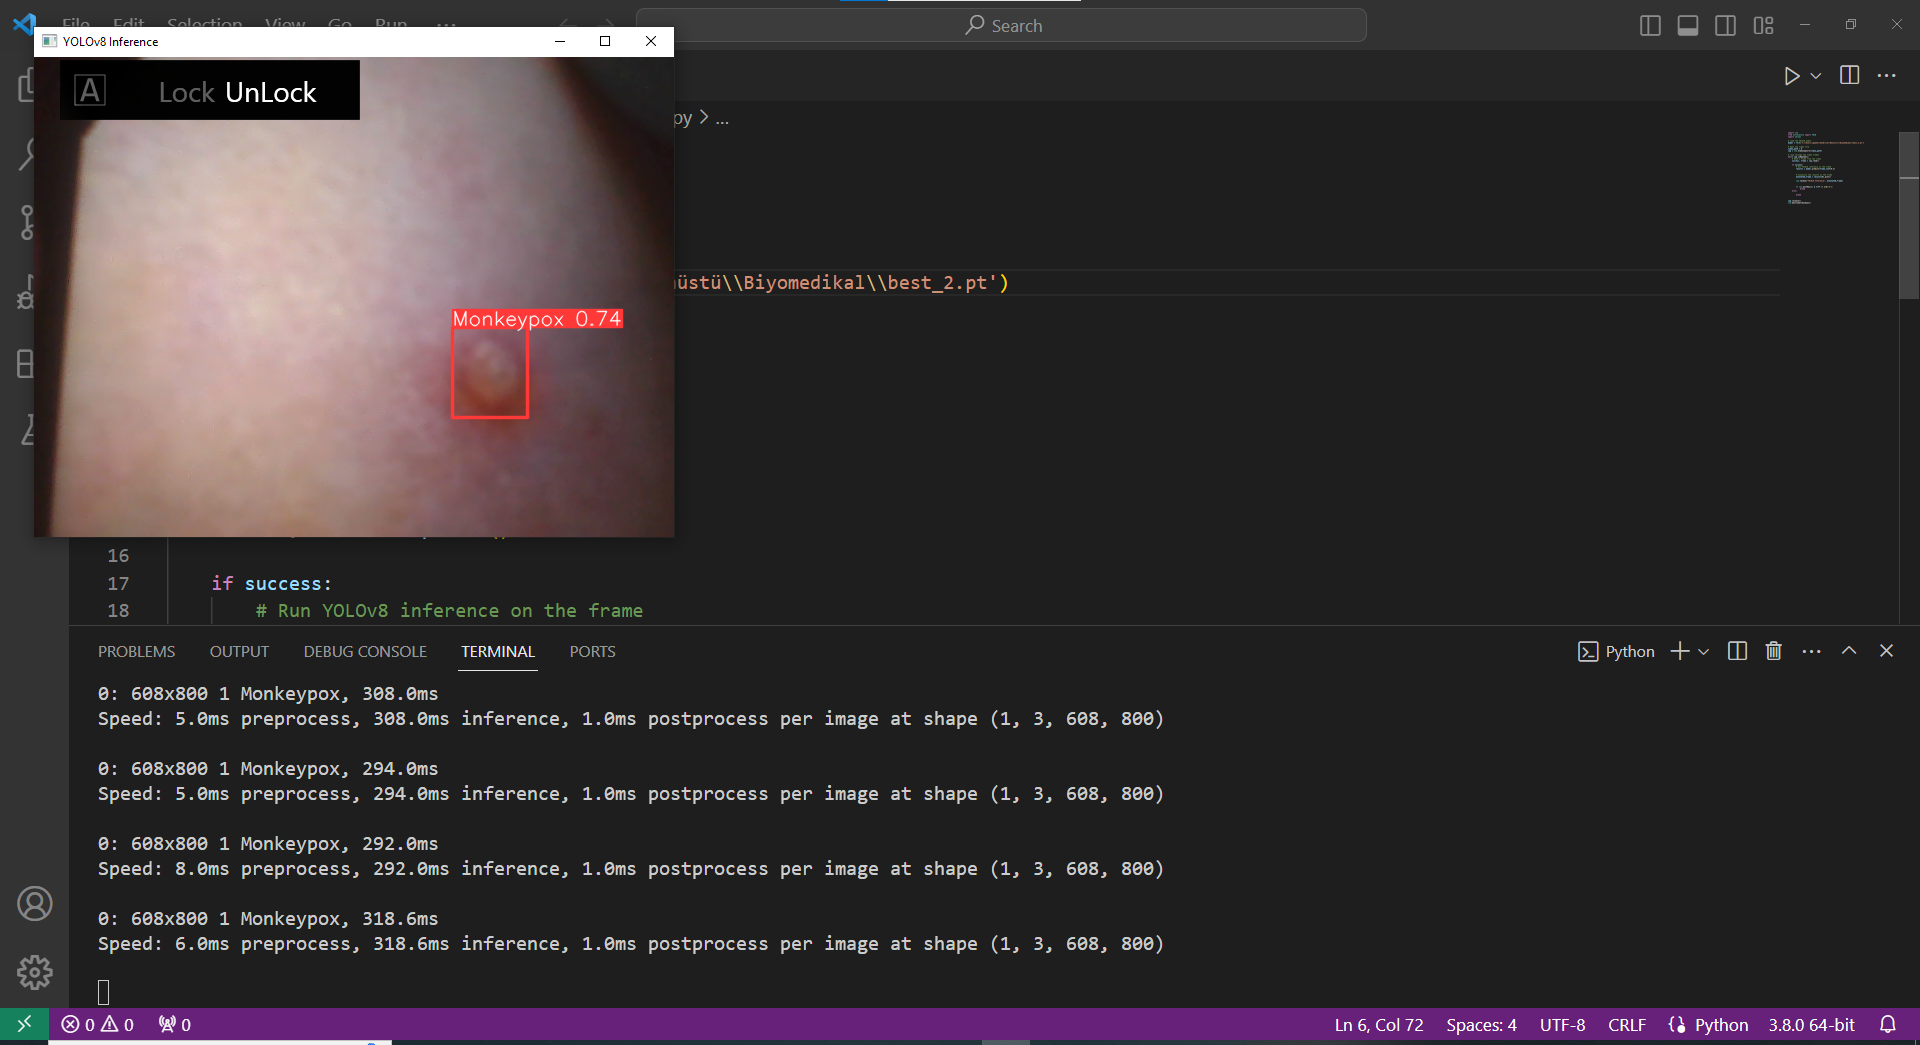 File Edit Selection View Go Run ...
Search
YOLOv8 Inference
A Lock UnLock
py > ...
üstü\\Biyomedikal\\best_2.pt')
Monkeypox 0.74
16
17 if success:
18 # Run YOLOv8 inference on the frame
PROBLEMS OUTPUT DEBUG CONSOLE TERMINAL PORTS
Python
0: 608x800 1 Monkeypox, 308.0ms
Speed: 5.0ms preprocess, 308.0ms inference, 1.0ms postprocess per image at shape (1, 3, 608, 800)
0: 608x800 1 Monkeypox, 294.0ms
Speed: 5.0ms preprocess, 294.0ms inference, 1.0ms postprocess per image at shape (1, 3, 608, 800)
0: 608x800 1 Monkeypox, 292.0ms
Speed: 8.0ms preprocess, 292.0ms inference, 1.0ms postprocess per image at shape (1, 3, 608, 800)
0: 608x800 1 Monkeypox, 318.6ms
Speed: 6.0ms preprocess, 318.6ms inference, 1.0ms postprocess per image at shape (1, 3, 608, 800)
0 0 0
Ln 6, Col 72 Spaces: 4 UTF-8 CRLF Python 3.8.0 64-bit